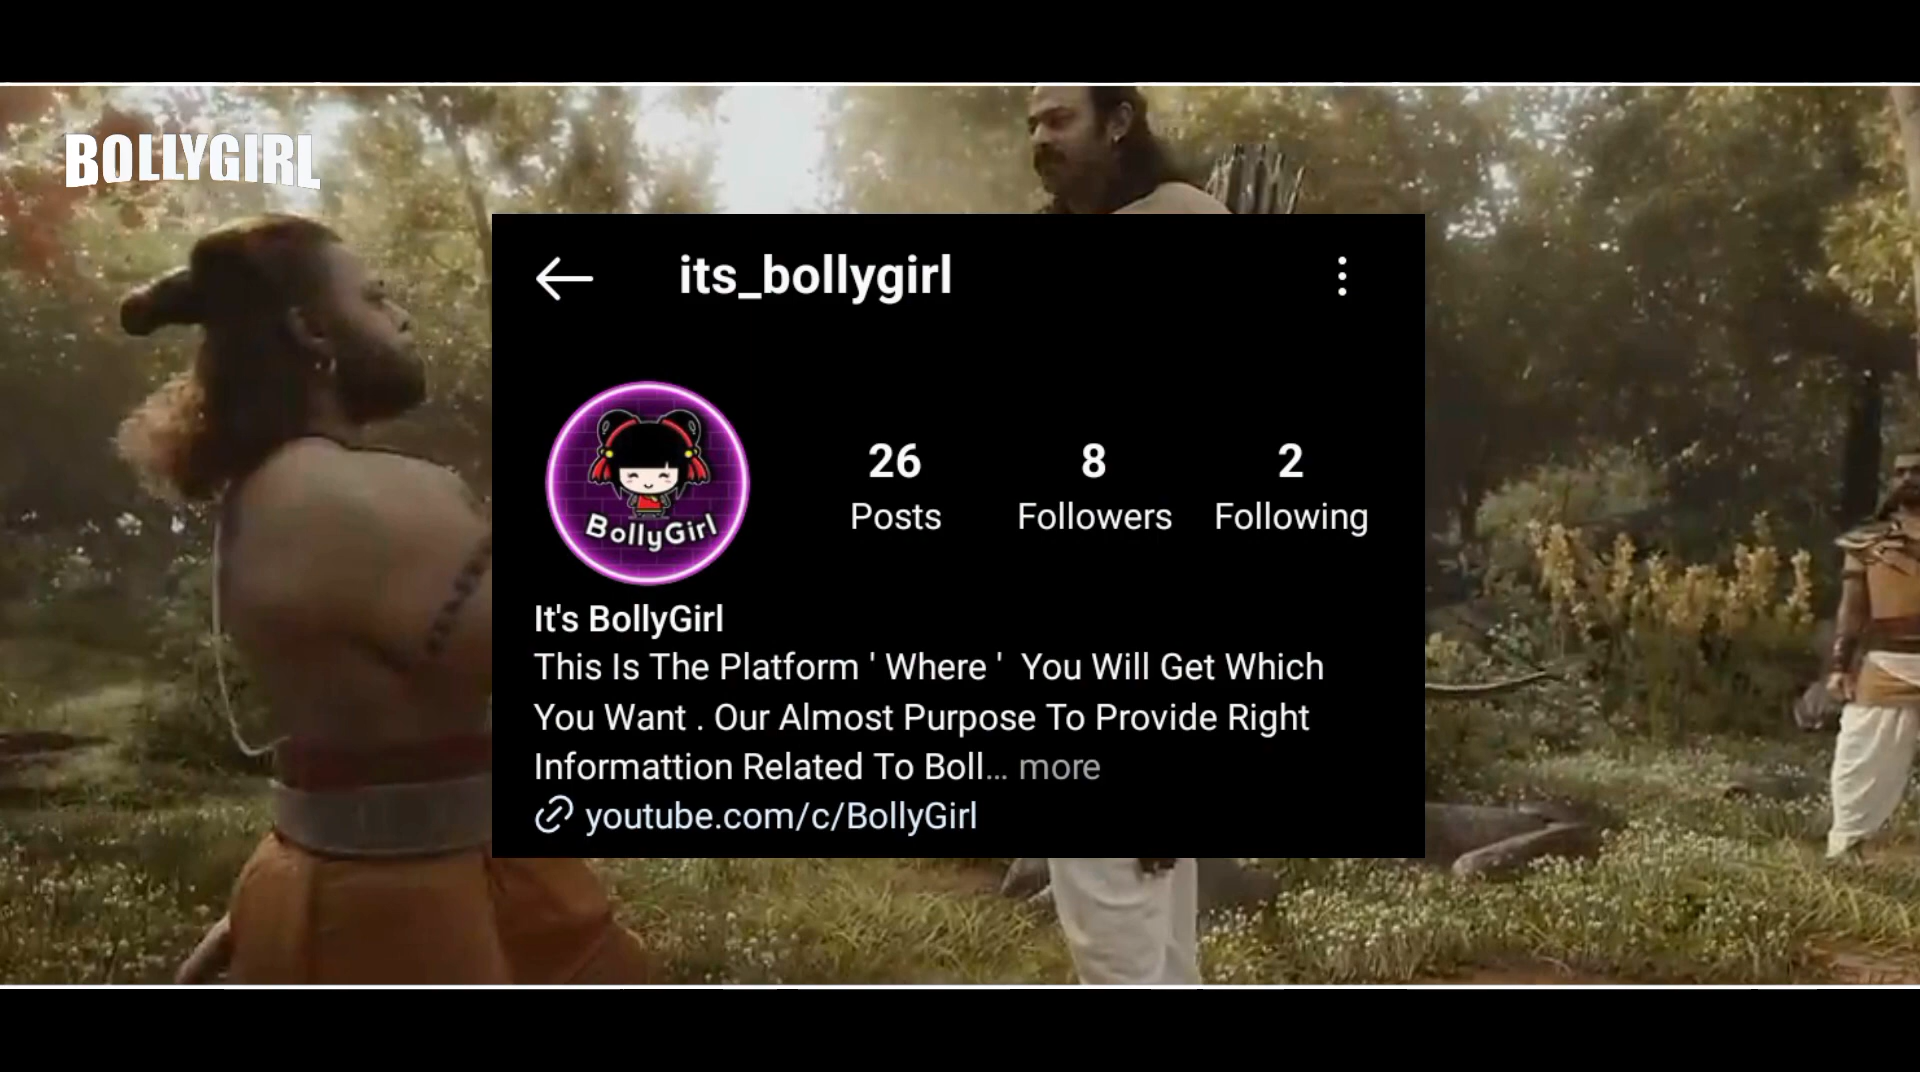 BOLLYGIRL
its_bollygirl
BollyGirl
26 8 2
Posts Followers Following
It's BollyGirl
This Is The Platform ' Where '  You Will Get Which
You Want . Our Almost Purpose To Provide Right
Informattion Related To Boll... more
youtube.com/c/BollyGirl